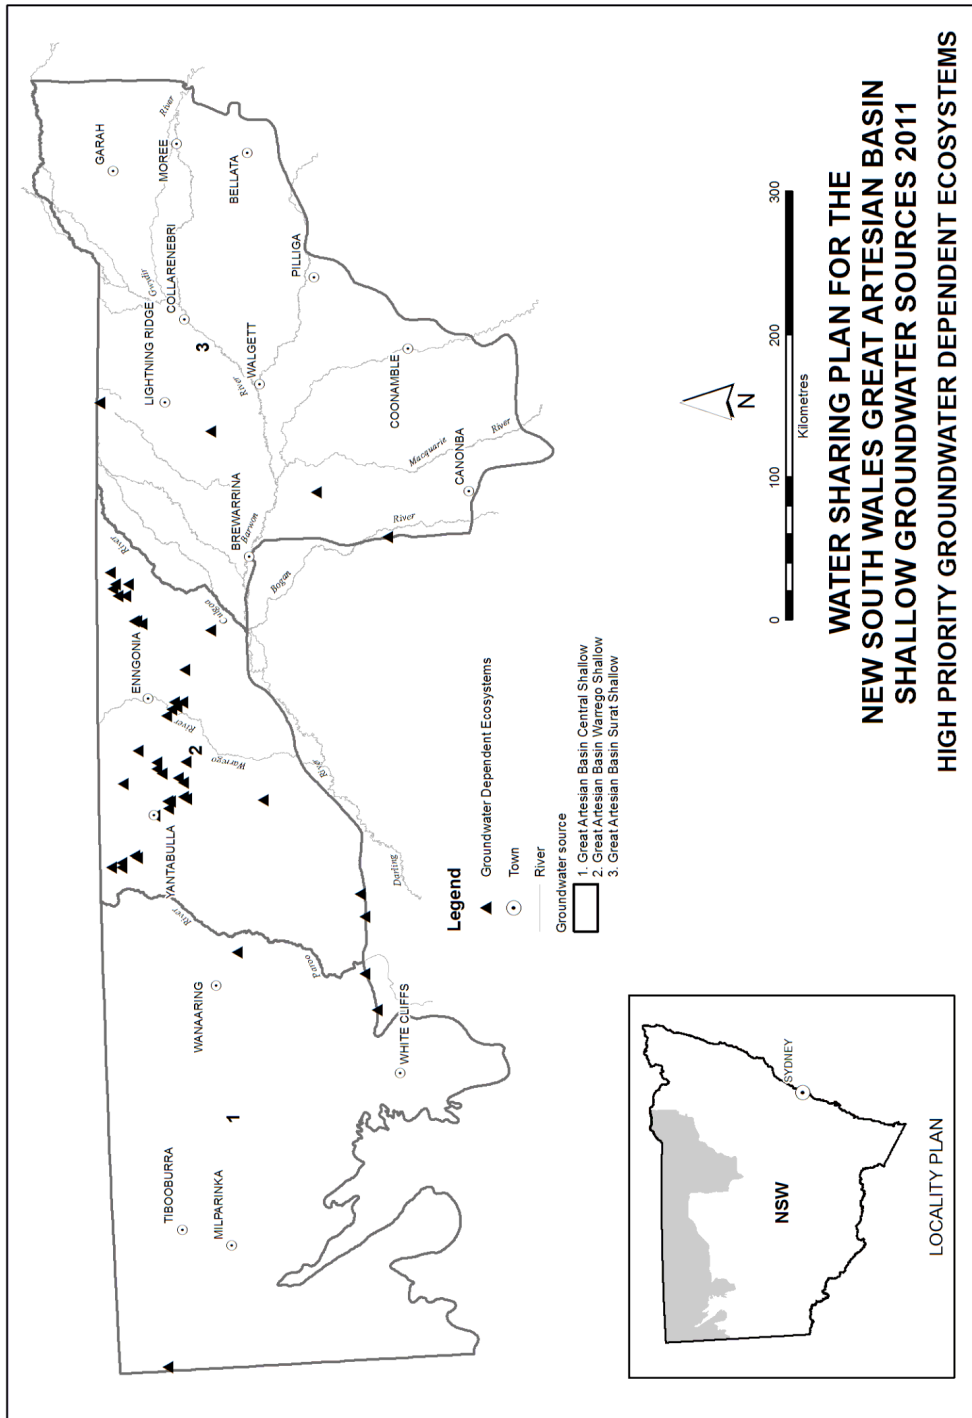 GARAH
River
MOREE
BELLATA
COLLARENEBRI
Gwydir
LIGHTNING RIDGE
PILLIGA
3
WALGETT
River
COONAMBLE
Macquarie
River
CANONBA
BREWARRINA
Barwon
River
Bogan
River
Culgoa
ENNGONIA
River
Warrego
2
River
Darling
YANTABULLA
River
Paroo
WANAARING
WHITE CLIFFS
1
TIBOOBURRA
MILPARINKA
Legend
Groundwater Dependent Ecosystems
Town
River
Groundwater source
1. Great Artesian Basin Central Shallow
2. Great Artesian Basin Warrego Shallow
3. Great Artesian Basin Surat Shallow
N
0 100 200 300
Kilometres
WATER SHARING PLAN FOR THE
NEW SOUTH WALES GREAT ARTESIAN BASIN
SHALLOW GROUNDWATER SOURCES 2011
HIGH PRIORITY GROUNDWATER DEPENDENT ECOSYSTEMS
SYDNEY
NSW
LOCALITY PLAN